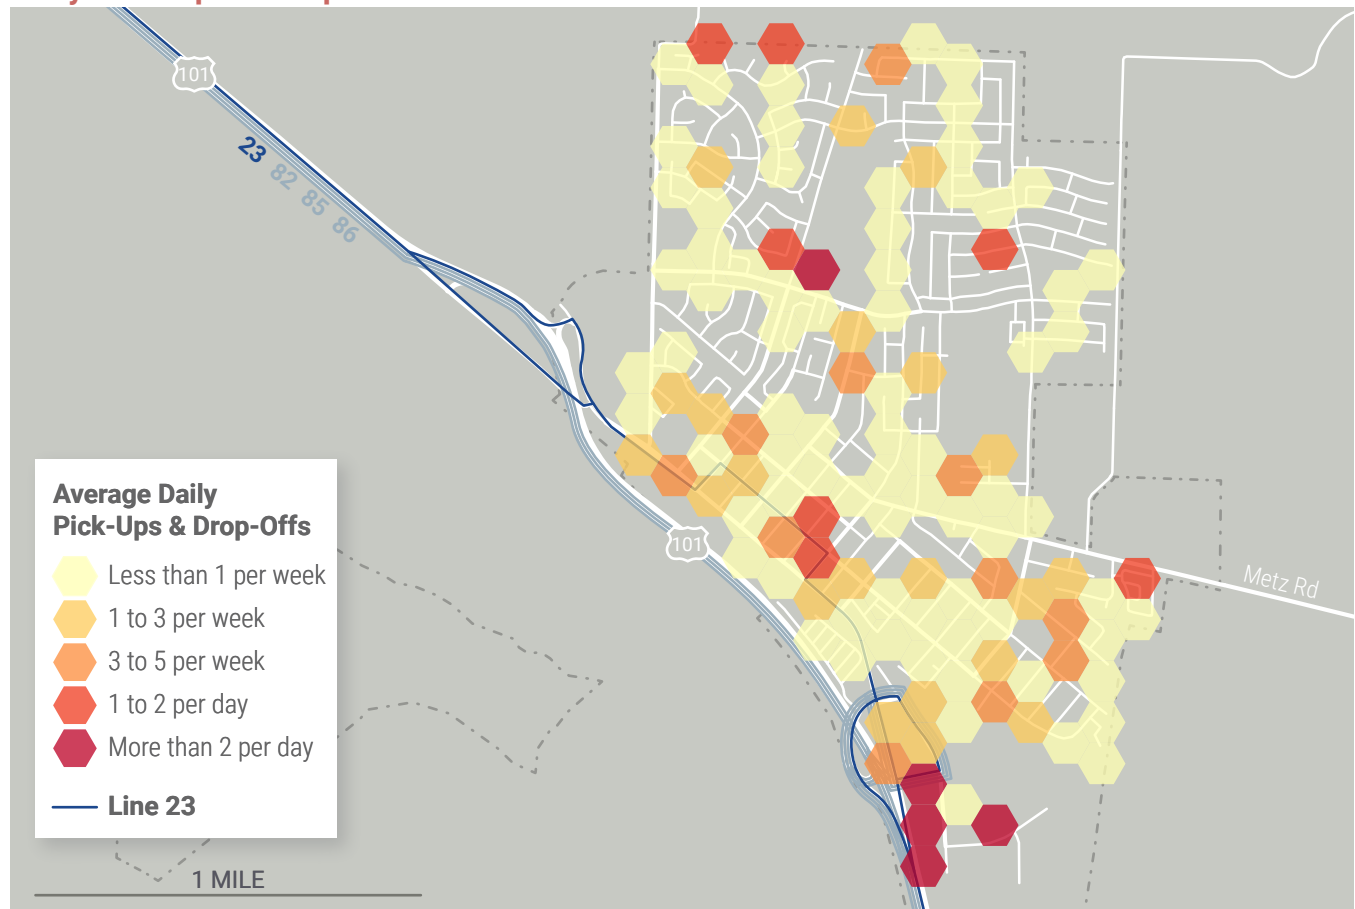 101
23 82 85 86
101
Metz Rd
Average Daily
Pick-Ups & Drop-Offs
Less than 1 per week
1 to 3 per week
3 to 5 per week
1 to 2 per day
More than 2 per day
Line 23
1 MILE